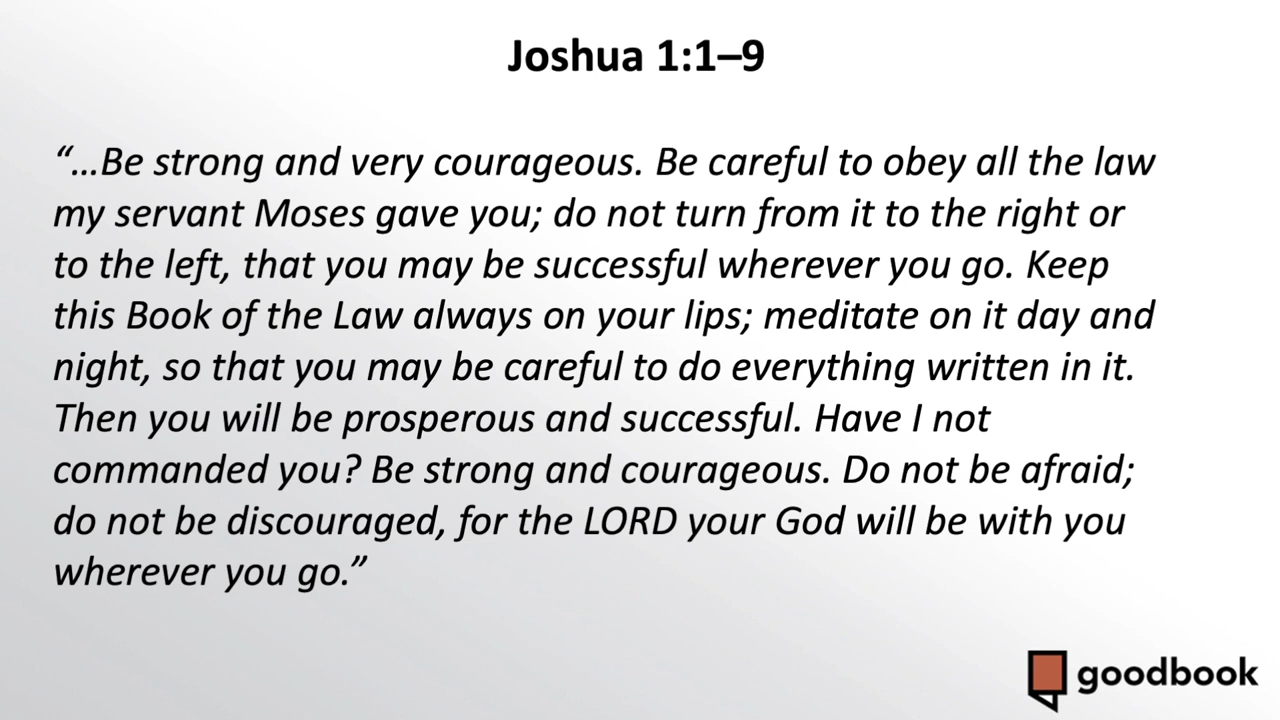 Joshua 1:1–9
“…Be strong and very courageous. Be careful to obey all the law
my servant Moses gave you; do not turn from it to the right or
to the left, that you may be successful wherever you go. Keep
this Book of the Law always on your lips; meditate on it day and
night, so that you may be careful to do everything written in it.
Then you will be prosperous and successful. Have I not
commanded you? Be strong and courageous. Do not be afraid;
do not be discouraged, for the LORD your God will be with you
wherever you go.”
goodbook